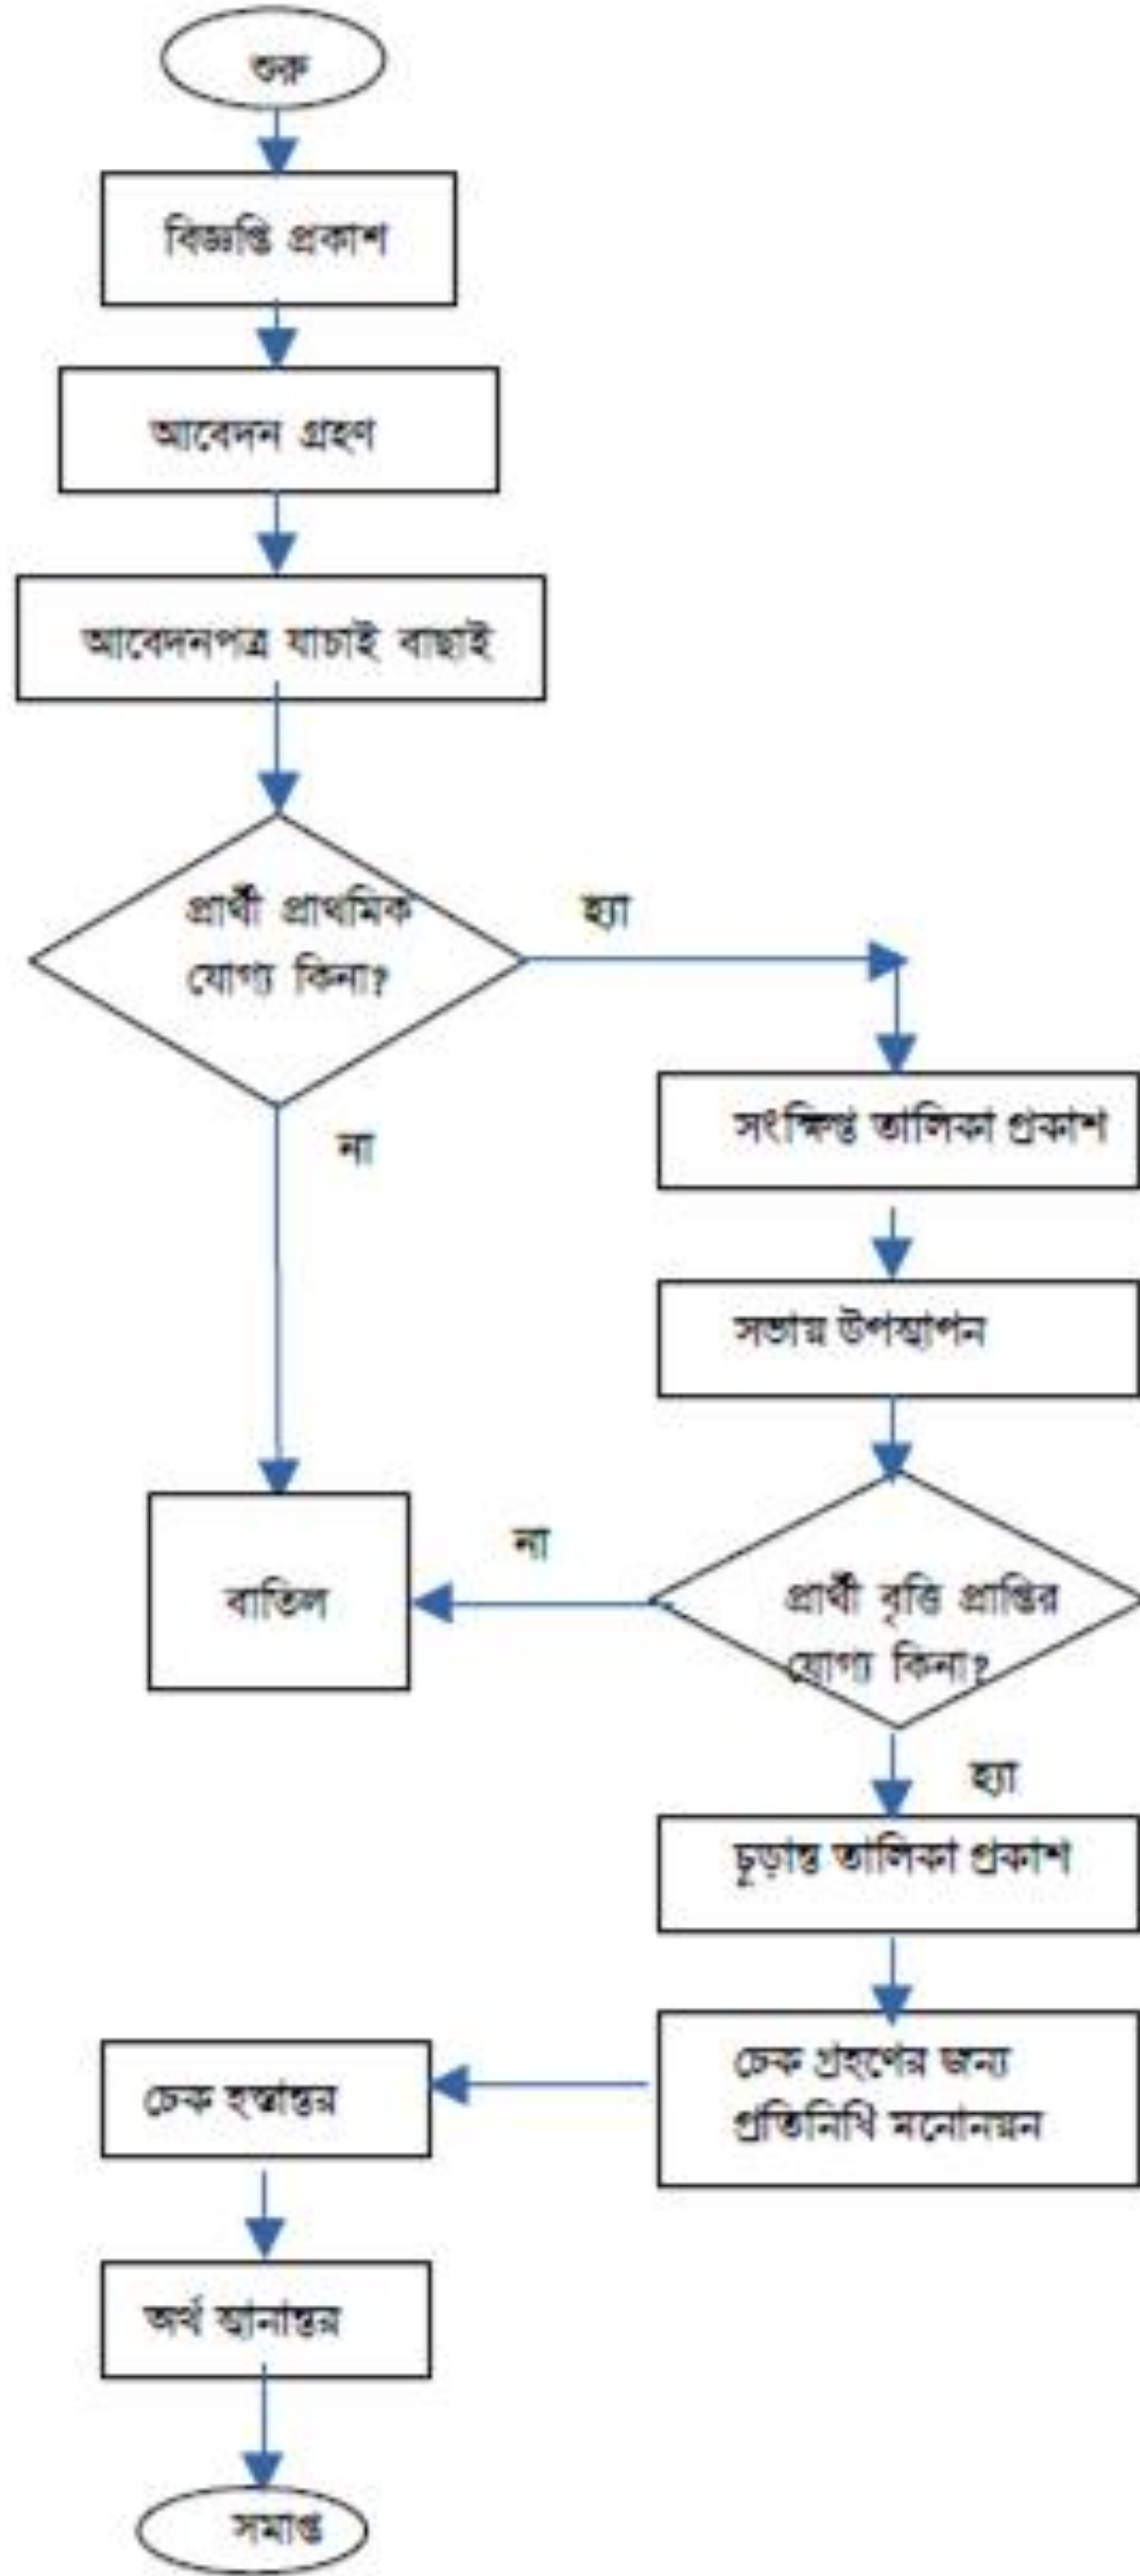 শুরু
বিজ্ঞপ্তি প্রকাশ
আবেদন গ্রহণ
আবেদনপত্র যাচাই বাছাই
প্রার্থী প্রাথমিক
যোগ্য কিনা?
হ্যা
না
সংক্ষিপ্ত তালিকা প্রকাশ
সভায় উপস্থাপন
না
বাতিল
প্রার্থী বৃত্তি প্রাপ্তির
যোগ্য কিনা?
হ্যা
চূড়ান্ত তালিকা প্রকাশ
চেক গ্রহণের জন্য
প্রতিনিধি মনোনয়ন
চেক হস্তান্তর
অর্থ স্থানান্তর
সমাপ্ত